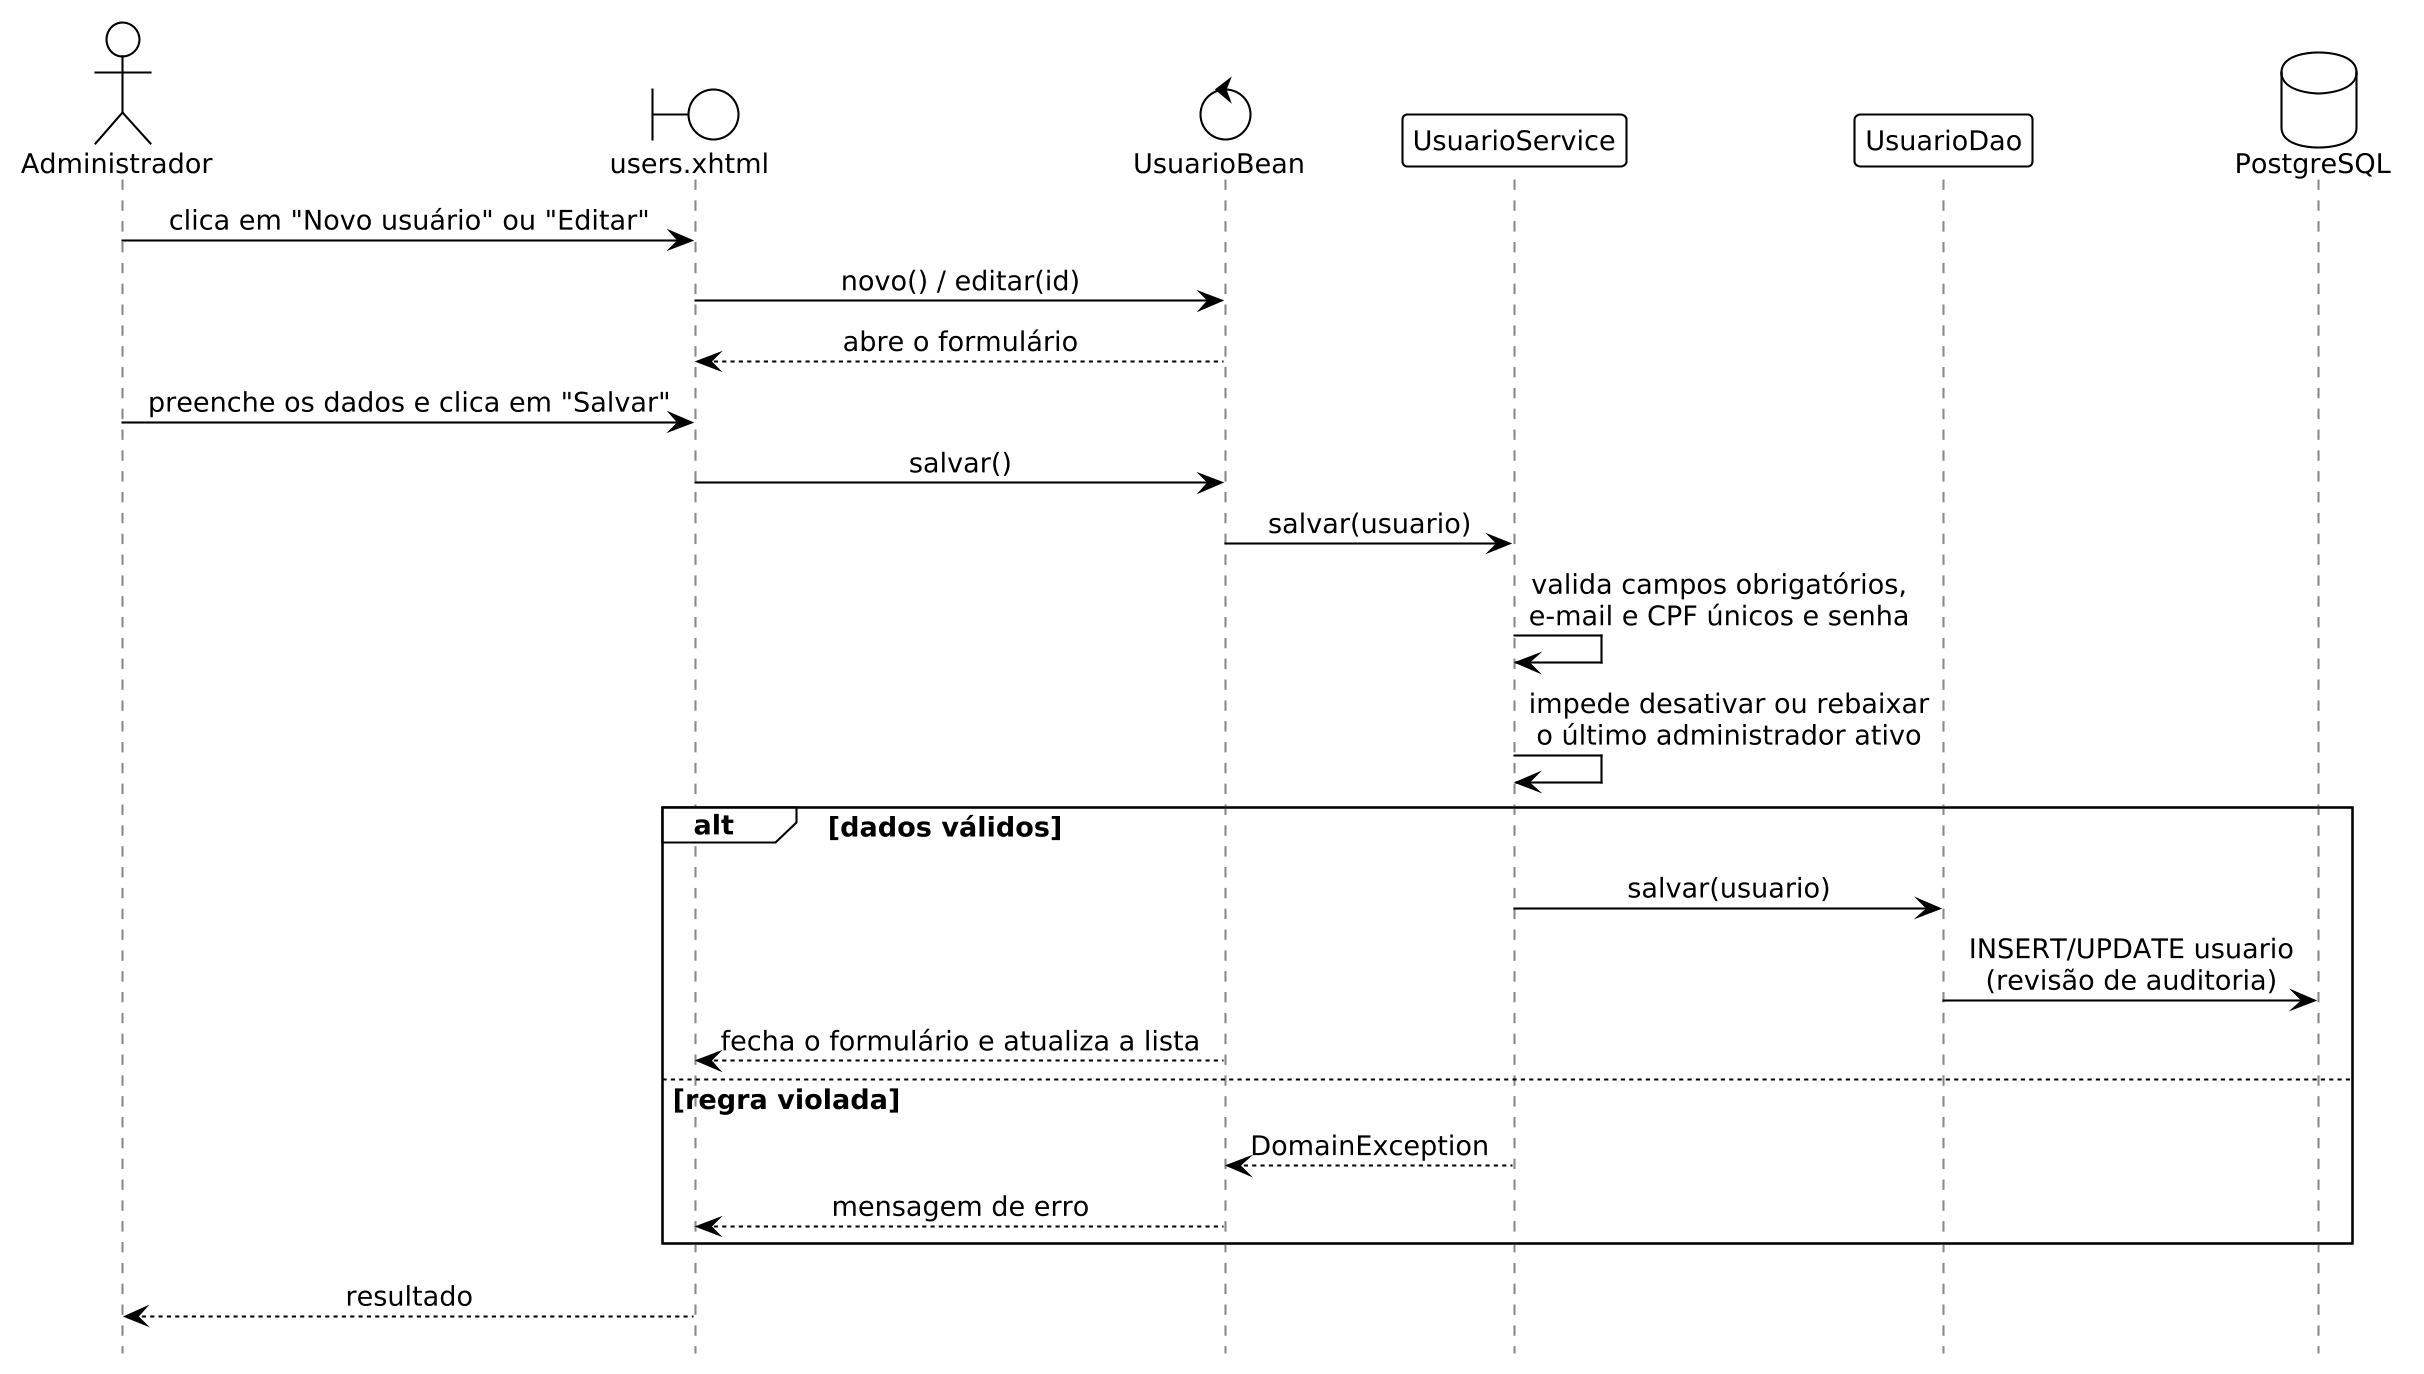 Administrador
users.xhtml
UsuarioBean
UsuarioService
UsuarioDao
PostgreSQL
clica em "Novo usuário" ou "Editar"
novo() / editar(id)
abre o formulário
preenche os dados e clica em "Salvar"
salvar()
salvar(usuario)
valida campos obrigatórios,
e-mail e CPF únicos e senha
impede desativar ou rebaixar
o último administrador ativo
alt
[dados válidos]
salvar(usuario)
INSERT/UPDATE usuario
(revisão de auditoria)
fecha o formulário e atualiza a lista
[regra violada]
DomainException
mensagem de erro
resultado